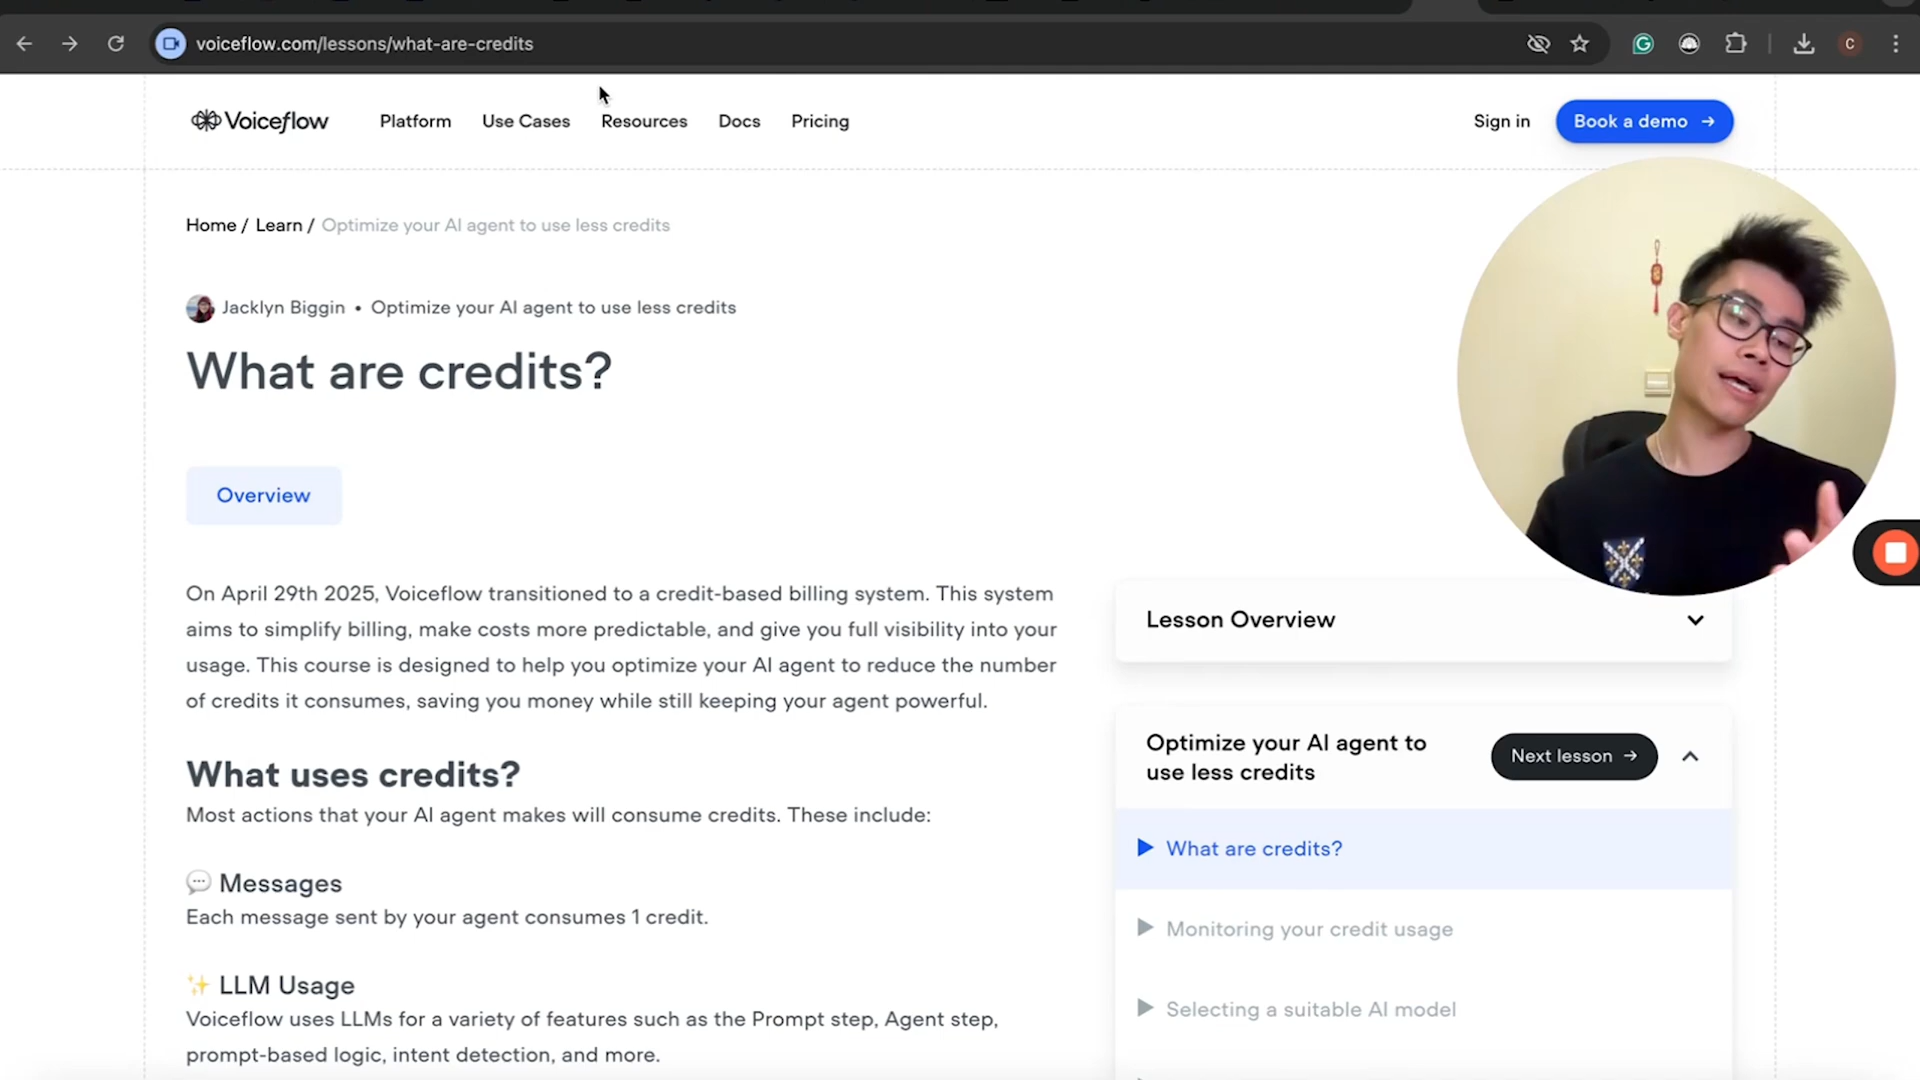 voiceflow.com/lessons/what-are-credits
C
Voiceflow
Platform
Use Cases
Resources
Docs
Pricing
Sign in
Book a demo →
Home / Learn / Optimize your AI agent to use less credits
Jacklyn Biggin • Optimize your AI agent to use less credits
What are credits?
Overview
On April 29th 2025, Voiceflow transitioned to a credit-based billing system. This system
aims to simplify billing, make costs more predictable, and give you full visibility into your
usage. This course is designed to help you optimize your AI agent to reduce the number
of credits it consumes, saving you money while still keeping your agent powerful.
What uses credits?
Most actions that your AI agent makes will consume credits. These include:
💬 Messages
Each message sent by your agent consumes 1 credit.
✨ LLM Usage
Voiceflow uses LLMs for a variety of features such as the Prompt step, Agent step,
prompt-based logic, intent detection, and more.
Lesson Overview
Optimize your AI agent to
use less credits
Next lesson →
What are credits?
Monitoring your credit usage
Selecting a suitable AI model